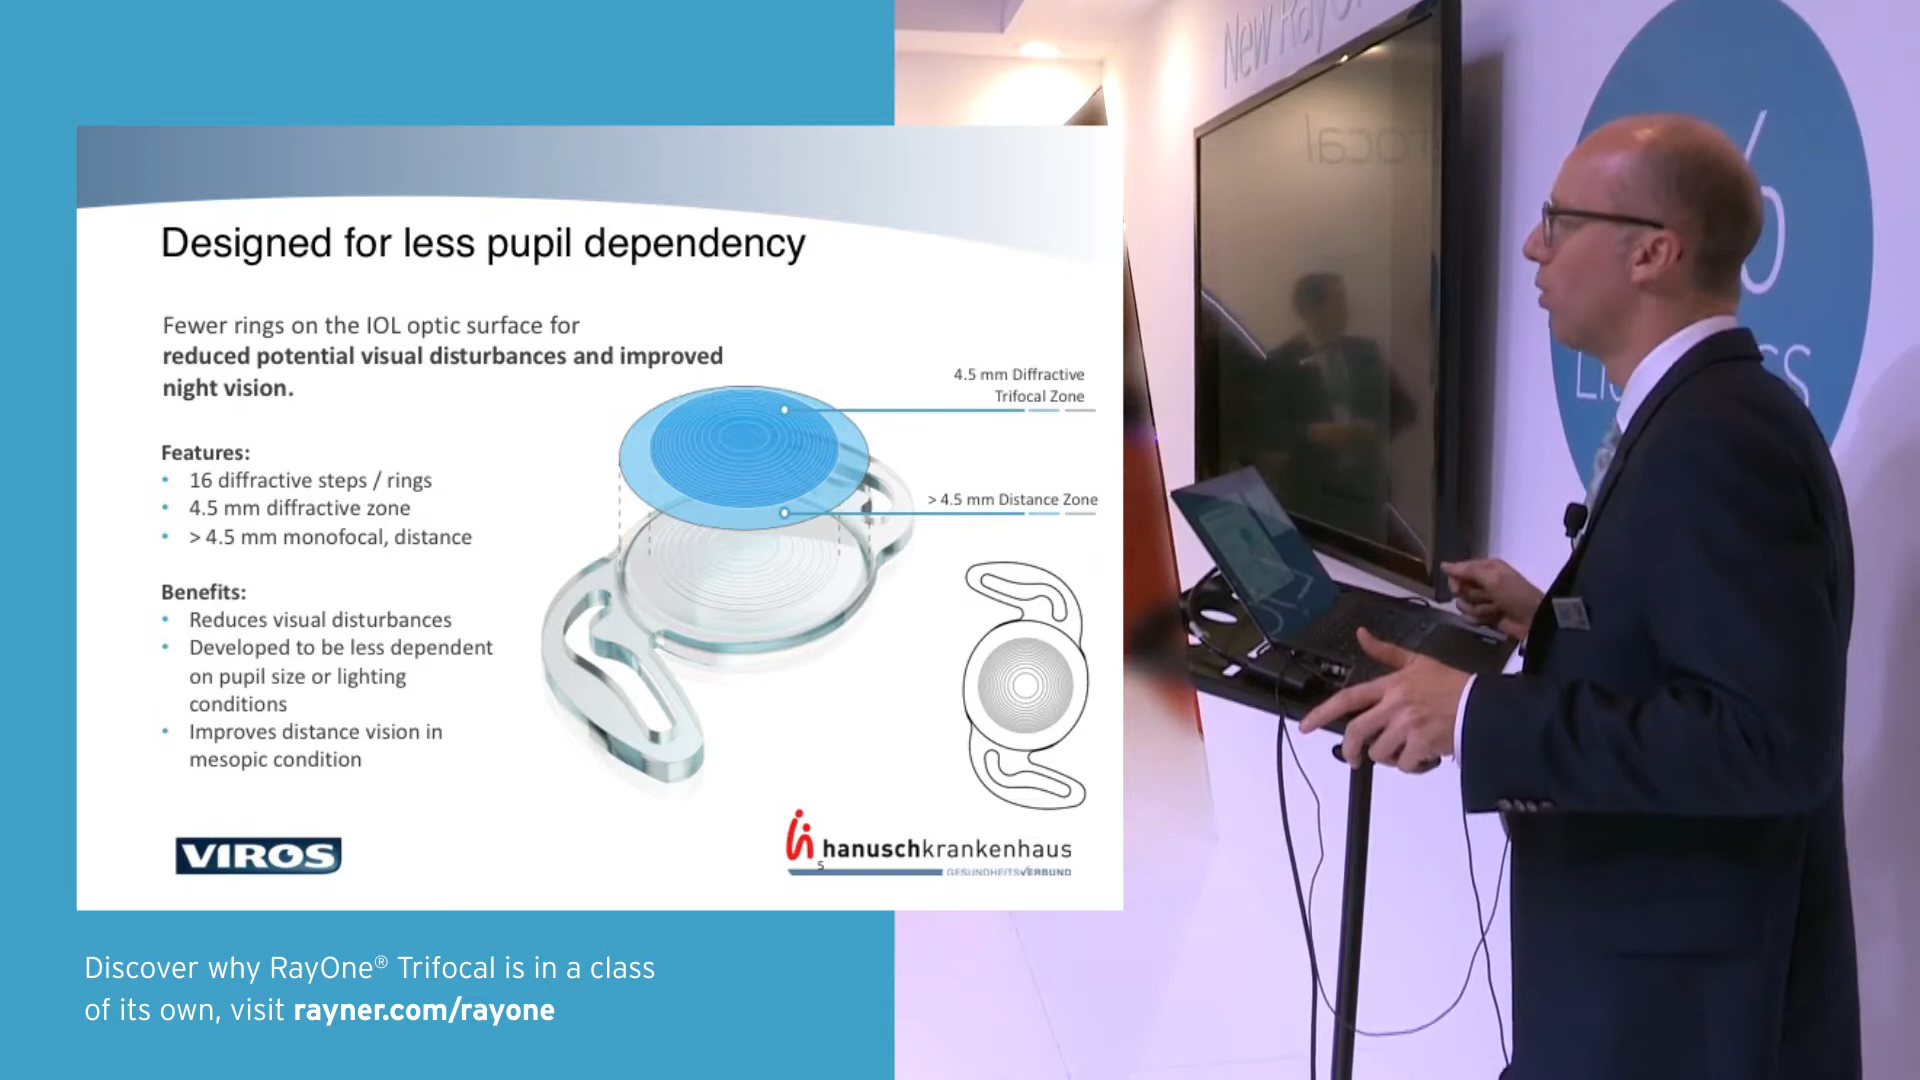 Designed for less pupil dependency
Fewer rings on the IOL optic surface for
reduced potential visual disturbances and improved
night vision.
4.5 mm Diffractive
Trifocal Zone
> 4.5 mm Distance Zone
Features:
• 16 diffractive steps / rings
• 4.5 mm diffractive zone
• > 4.5 mm monofocal, distance
Benefits:
• Reduces visual disturbances
• Developed to be less dependent
on pupil size or lighting
conditions
• Improves distance vision in
mesopic condition
VIROS
hanuschkrankenhaus
5
GESUNDHEITSVERBUND
Discover why RayOne® Trifocal is in a class
of its own, visit rayner.com/rayone
New RayO